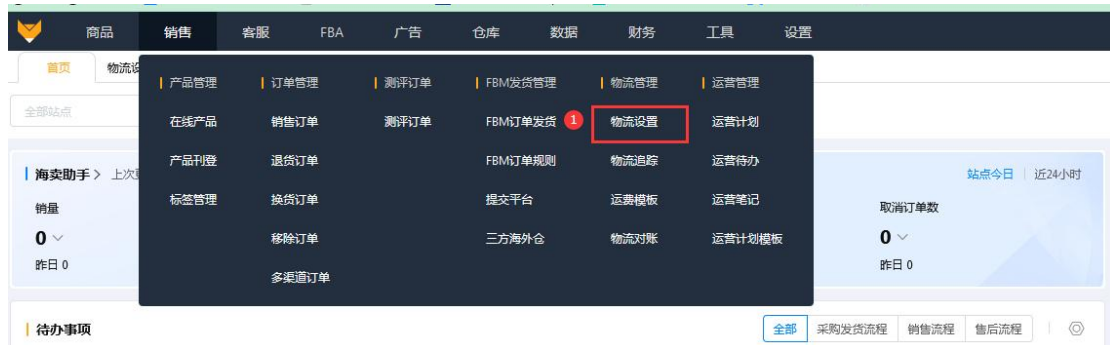 商品 销售 客服 FBA 广告 仓库 数据 财务 工具 设置
首页 物流设
产品管理 订单管理 测评订单 FBM发货管理 物流管理 运营管理
全部站点
在线产品 销售订单 测评订单 FBM订单发货 1 物流设置 运营计划
产品刊登 退货订单 FBM订单规则 物流追踪 运营待办
海卖助手 > 上次 站点今日 近24小时
标签管理 换货订单 提交平台 运费模板 运营笔记
销量 取消订单数
移除订单 三方海外仓 物流对账 运营计划模板
0 0
昨日 0 昨日 0
多渠道订单
待办事项 全部 采购发货流程 销售流程 售后流程